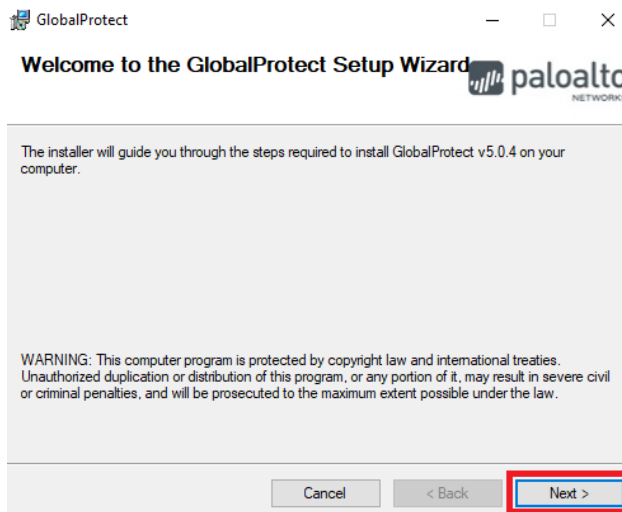 GlobalProtect
Welcome to the GlobalProtect Setup Wizard
paloalto
NETWORKS
The installer will guide you through the steps required to install GlobalProtect v5.0.4 on your
computer.
WARNING: This computer program is protected by copyright law and international treaties.
Unauthorized duplication or distribution of this program, or any portion of it, may result in severe civil
or criminal penalties, and will be prosecuted to the maximum extent possible under the law.
Cancel
< Back
Next >